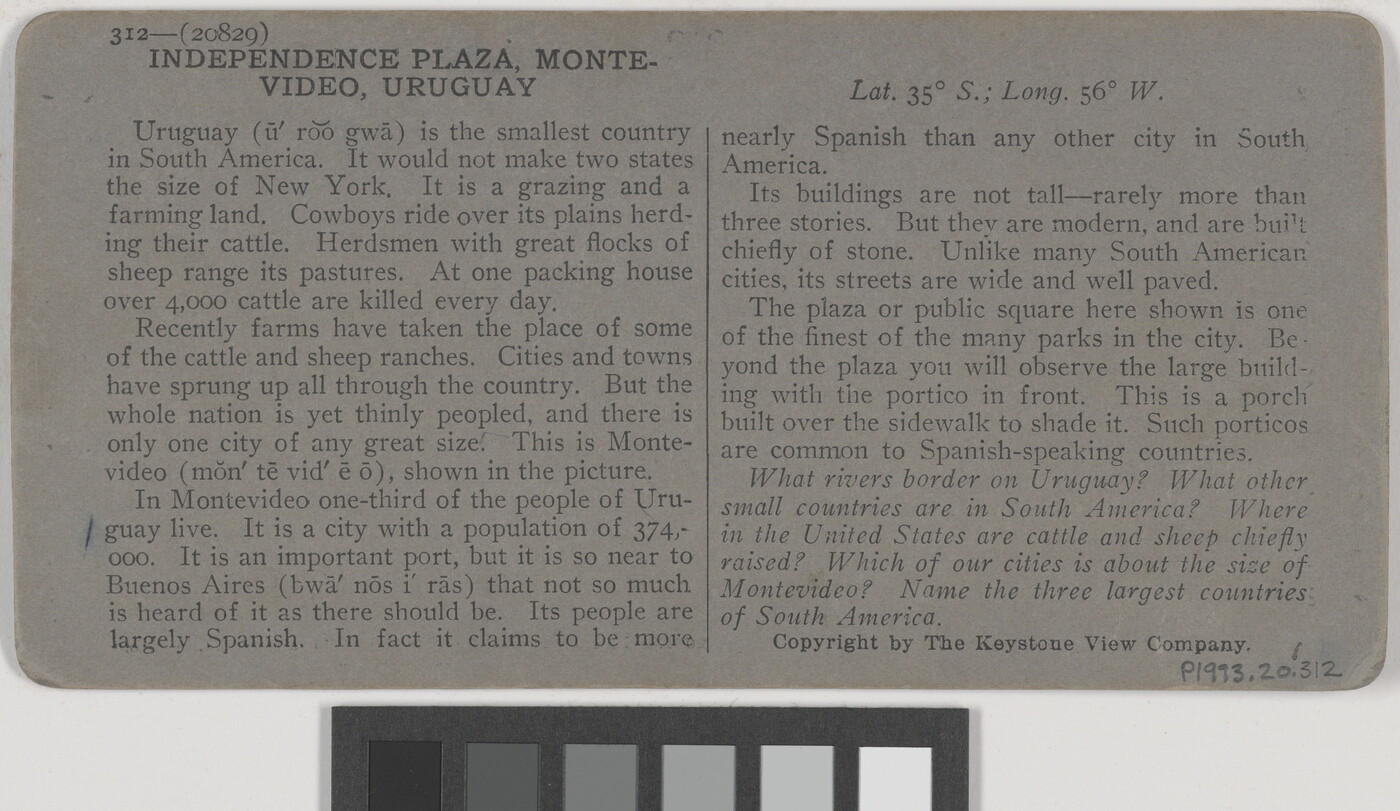 312—(20829)
INDEPENDENCE PLAZA, MONTE-
VIDEO, URUGUAY
Uruguay (ū′ rōō gwā) is the smallest country
in South America. It would not make two states
the size of New York. It is a grazing and a
farming land. Cowboys ride over its plains herd-
ing their cattle. Herdsmen with great flocks of
sheep range its pastures. At one packing house
over 4,000 cattle are killed every day.
Recently farms have taken the place of some
of the cattle and sheep ranches. Cities and towns
have sprung up all through the country. But the
whole nation is yet thinly peopled, and there is
only one city of any great size. This is Monte-
video (mŏn′ tē vid′ ē ō), shown in the picture.
In Montevideo one-third of the people of Uru-
guay live. It is a city with a population of 374,-
000. It is an important port, but it is so near to
Buenos Aires (bwā′ nōs i′ rās) that not so much
is heard of it as there should be. Its people are
largely Spanish. In fact it claims to be more
Lat. 35° S.; Long. 56° W.
nearly Spanish than any other city in South
America.
Its buildings are not tall—rarely more than
three stories. But they are modern, and are built
chiefly of stone. Unlike many South American
cities, its streets are wide and well paved.
The plaza or public square here shown is one
of the finest of the many parks in the city. Be-
yond the plaza you will observe the large build-
ing with the portico in front. This is a porch
built over the sidewalk to shade it. Such porticos
are common to Spanish-speaking countries.
What rivers border on Uruguay? What other
small countries are in South America? Where
in the United States are cattle and sheep chiefly
raised? Which of our cities is about the size of
Montevideo? Name the three largest countries
of South America.
Copyright by The Keystone View Company.
P1993.20.312